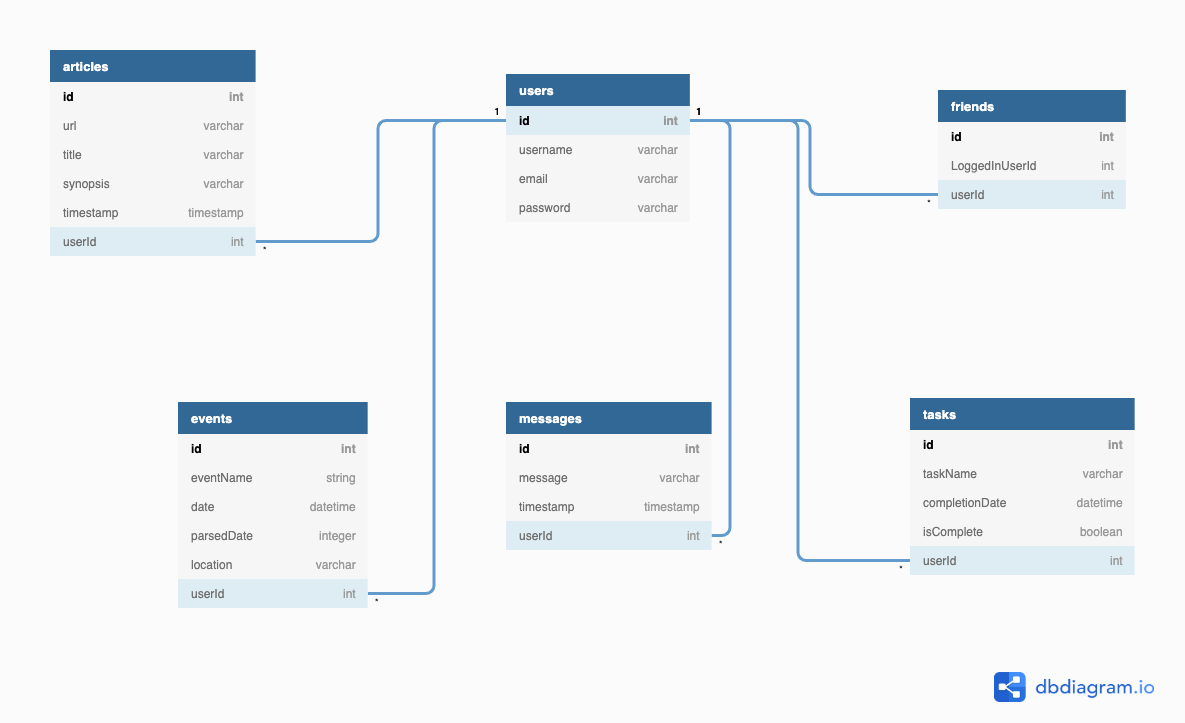 articles
id int
url varchar
title varchar
synopsis varchar
timestamp timestamp
userId int
*
1
users
id int
username varchar
email varchar
password varchar
1
friends
id int
LoggedInUserId int
userId int
*
events
id int
eventName string
date datetime
parsedDate integer
location varchar
userId int
*
messages
id int
message varchar
timestamp timestamp
userId int
*
tasks
id int
taskName varchar
completionDate datetime
isComplete boolean
userId int
*
dbdiagram.io